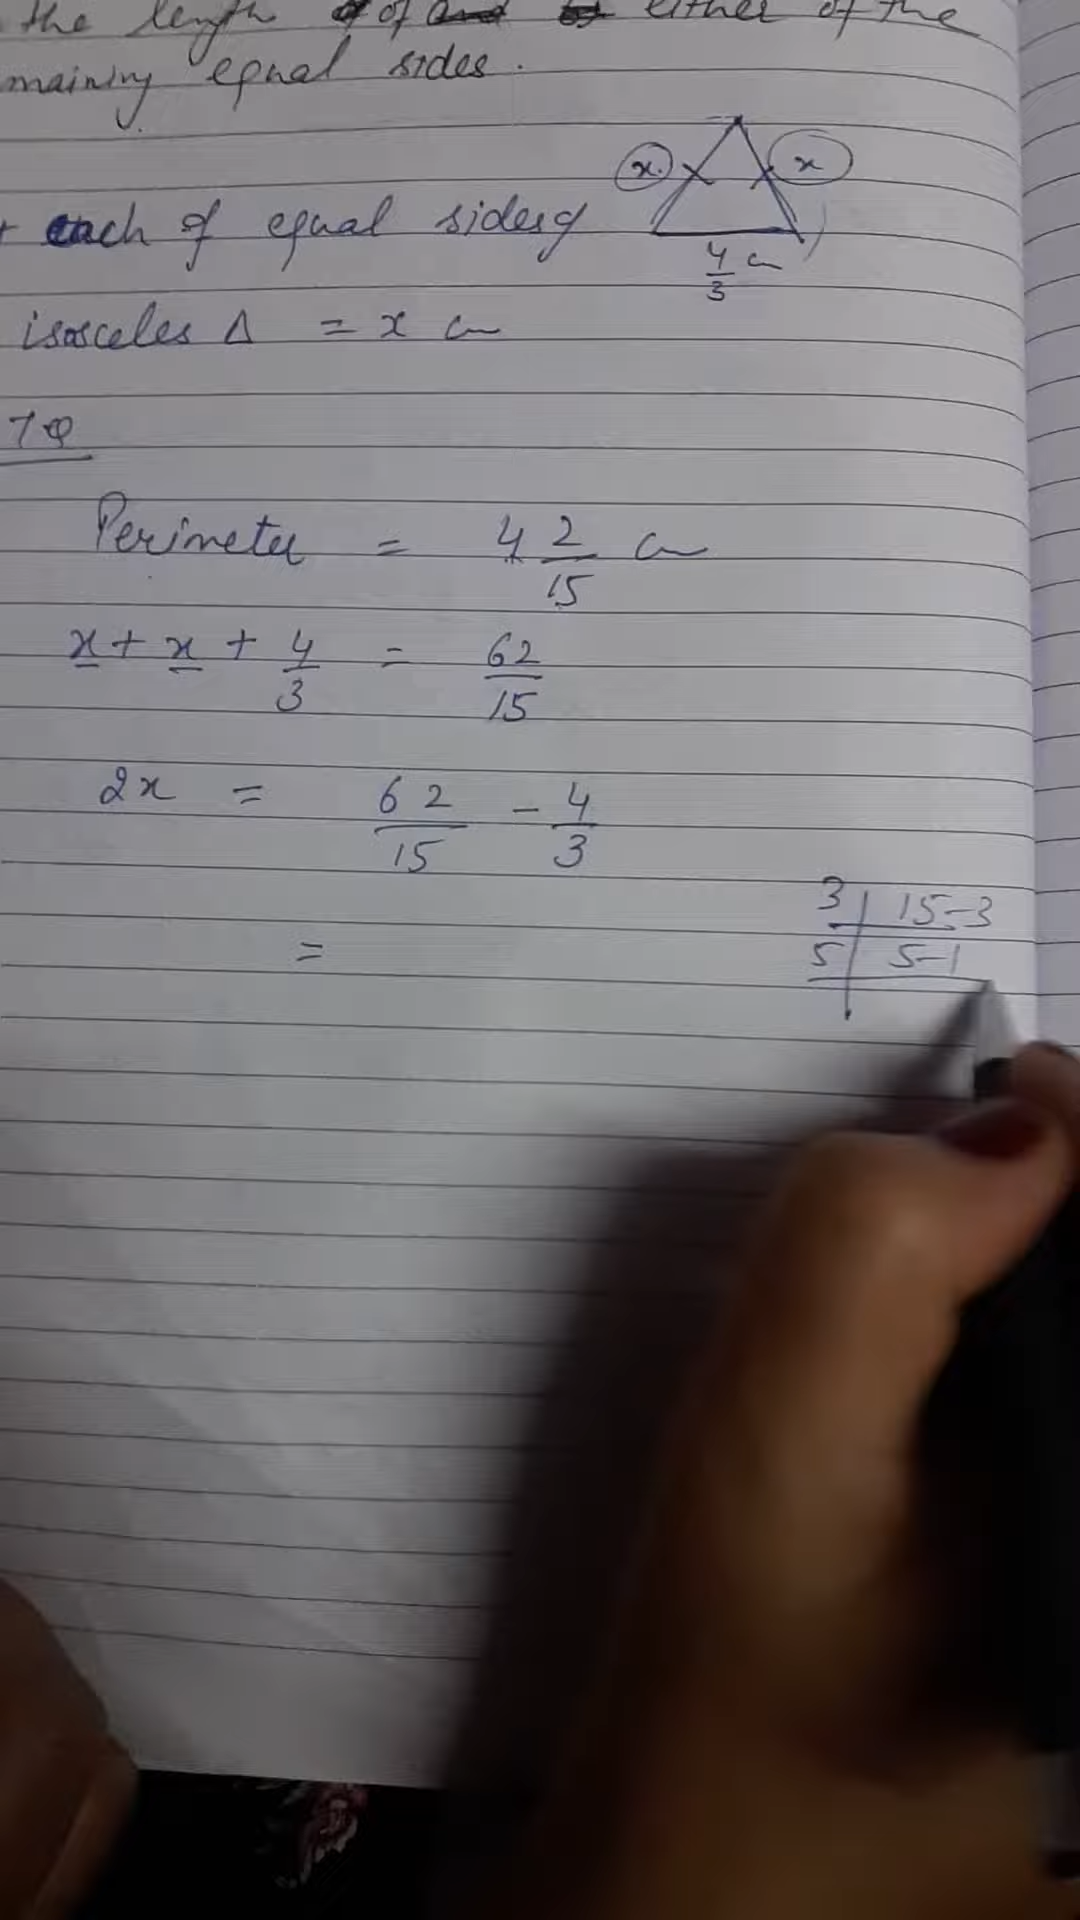 the length of of either of the
maining equal sides.
x x
each of equal sides of
4/3 cm
isosceles Δ = x cm
TQ
Perimeter = 4 2/15 cm
x + x + 4/3 = 62/15
2x = 62/15 - 4/3
3 | 15-3
=
5 | 5-1